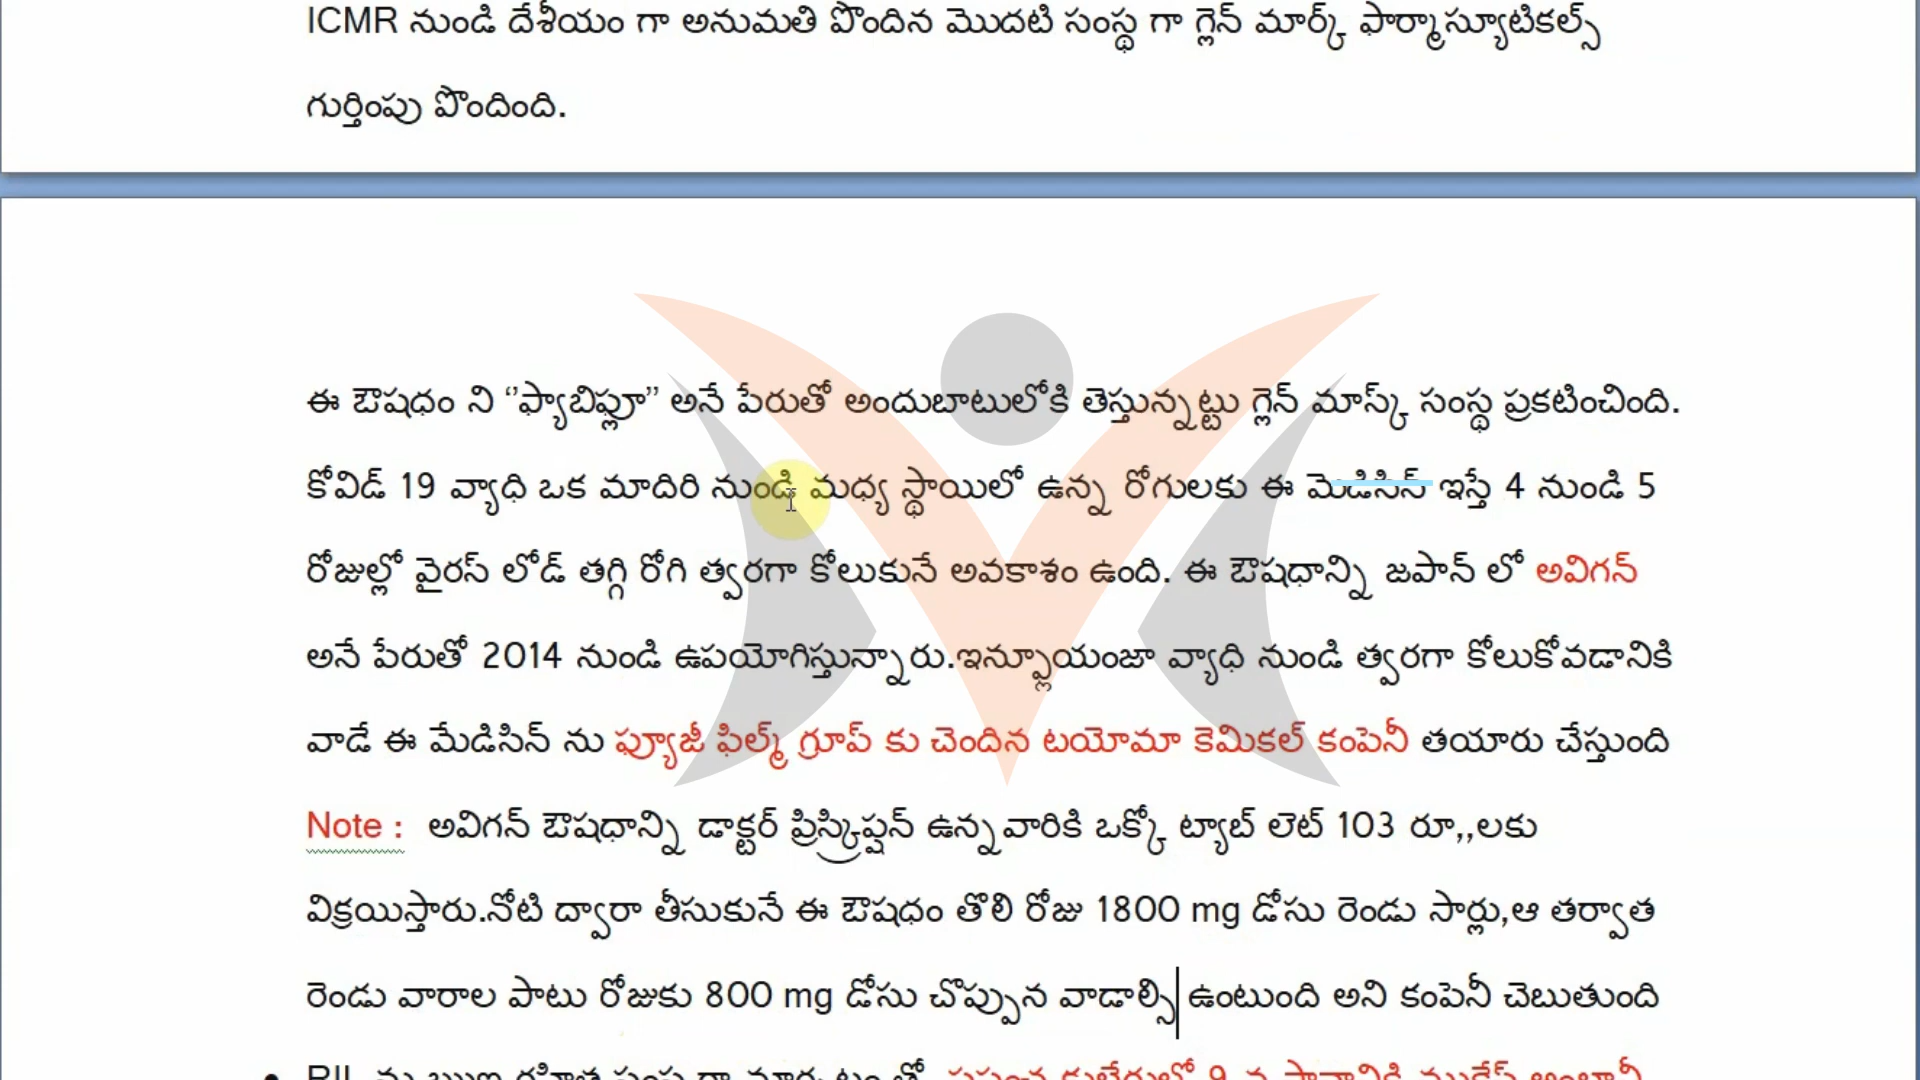 ICMR నుండి దేశీయం గా అనుమతి పొందిన మొదటి సంస్థ గా గ్లెన్ మార్క్ ఫార్మాస్యూటికల్స్
గుర్తింపు పొందింది.
ఈ ఔషధం ని “ఫ్యాబిఫ్లూ” అనే పేరుతో అందుబాటులోకి తెస్తున్నట్టు గ్లెన్ మాస్క్ సంస్థ ప్రకటించింది.
కోవిడ్ 19 వ్యాధి ఒక మాదిరి నుండి మధ్య స్థాయిలో ఉన్న రోగులకు ఈ మెడిసిన్ ఇస్తే 4 నుండి 5
రోజుల్లో వైరస్ లోడ్ తగ్గి రోగి త్వరగా కోలుకునే అవకాశం ఉంది. ఈ ఔషధాన్ని జపాన్ లో అవిగన్
అనే పేరుతో 2014 నుండి ఉపయోగిస్తున్నారు.ఇన్ఫ్లూయంజా వ్యాధి నుండి త్వరగా కోలుకోవడానికి
వాడే ఈ మేడిసిన్ ను ఫ్యూజీ ఫిల్మ్ గ్రూప్ కు చెందిన టయోమా కెమికల్ కంపెనీ తయారు చేస్తుంది
Note : అవిగన్ ఔషధాన్ని డాక్టర్ ప్రిస్క్రిప్షన్ ఉన్నవారికి ఒక్కో ట్యాబ్ లెట్ 103 రూ,,లకు
విక్రయిస్తారు.నోటి ద్వారా తీసుకునే ఈ ఔషధం తొలి రోజు 1800 mg డోసు రెండు సార్లు,ఆ తర్వాత
రెండు వారాల పాటు రోజుకు 800 mg డోసు చొప్పున వాడాల్సి ఉంటుంది అని కంపెనీ చెబుతుంది